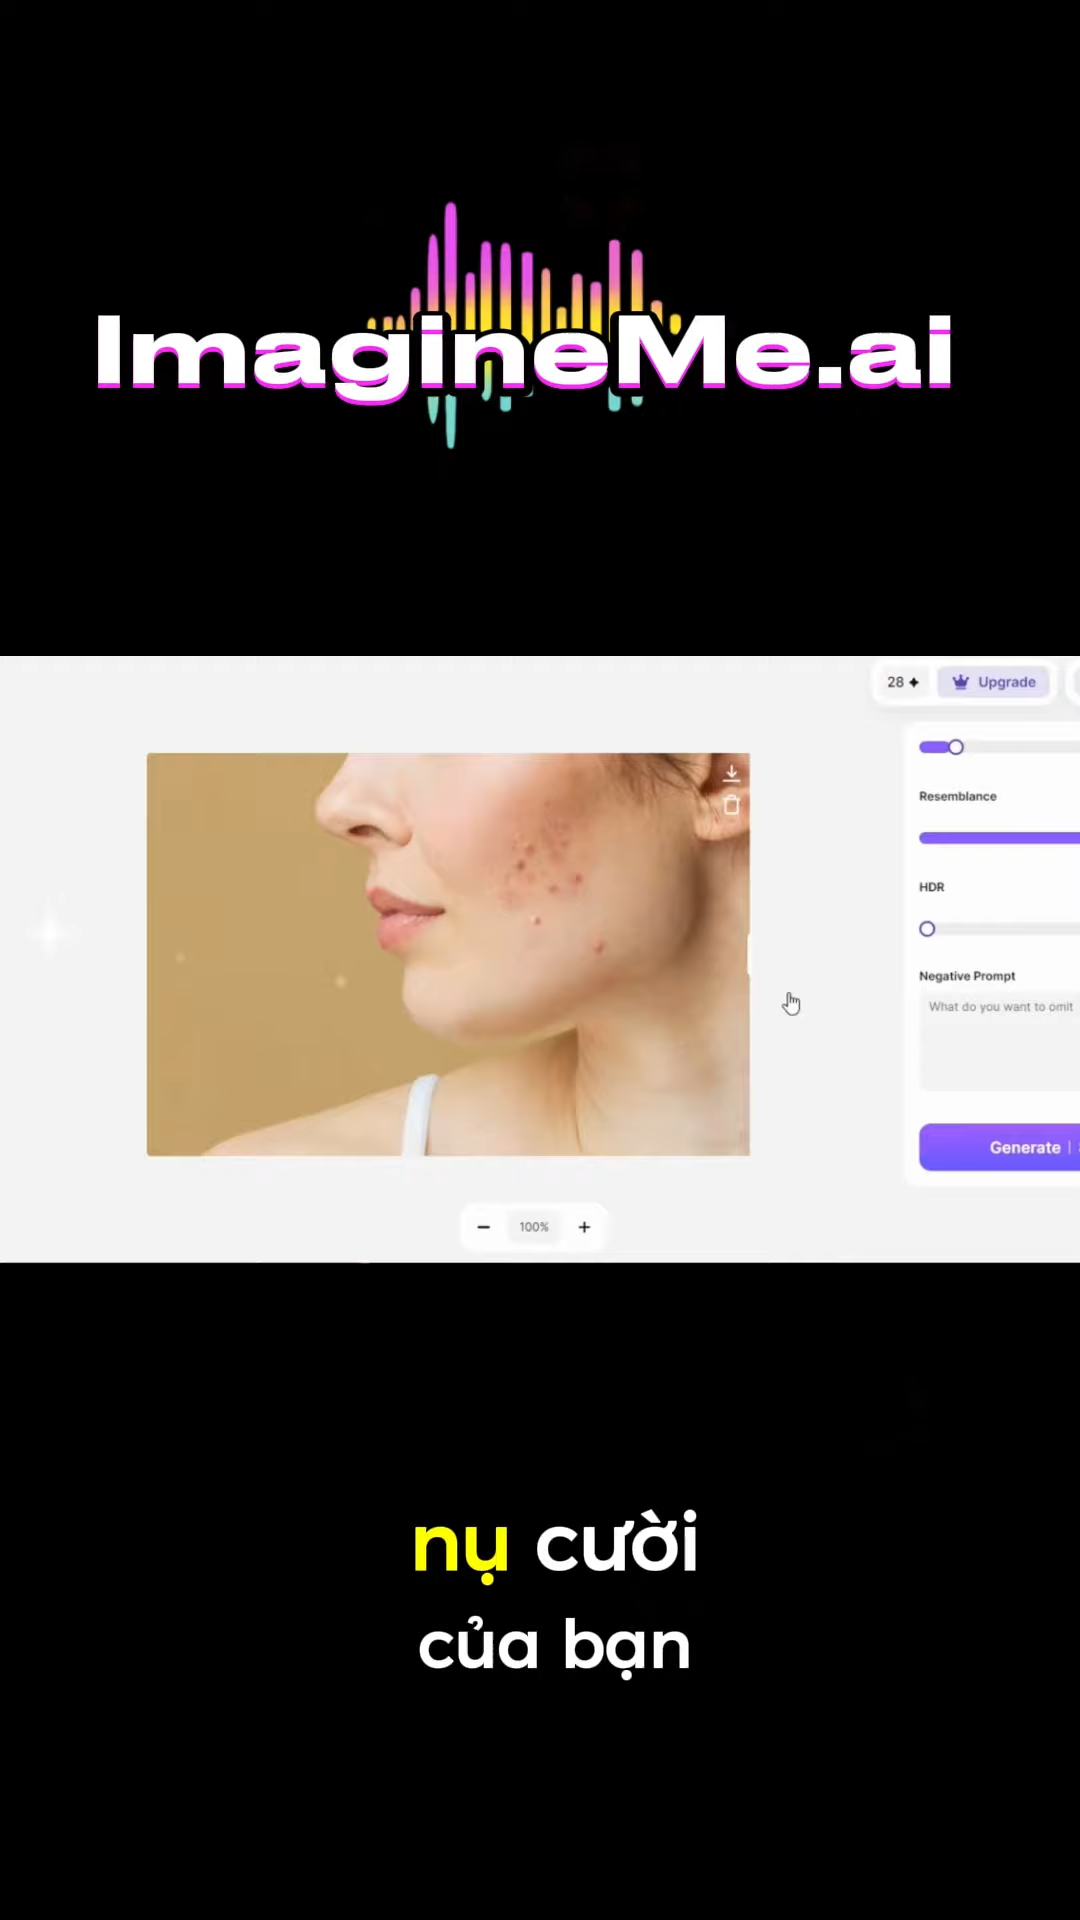 ImagineMe.ai
28
Upgrade
Resemblance
HDR
Negative Prompt
What do you want to omit
Generate
100%
nụ cười
của bạn